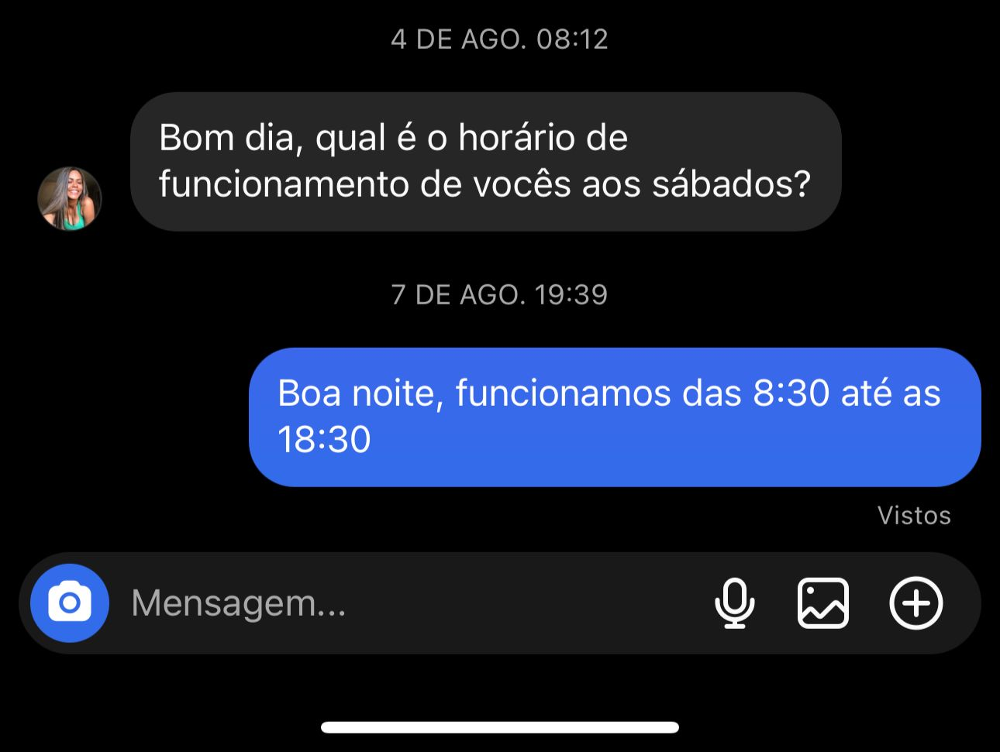 4 DE AGO. 08:12
Bom dia, qual é o horário de
funcionamento de vocês aos sábados?
7 DE AGO. 19:39
Boa noite, funcionamos das 8:30 até as
18:30
Vistos
Mensagem...